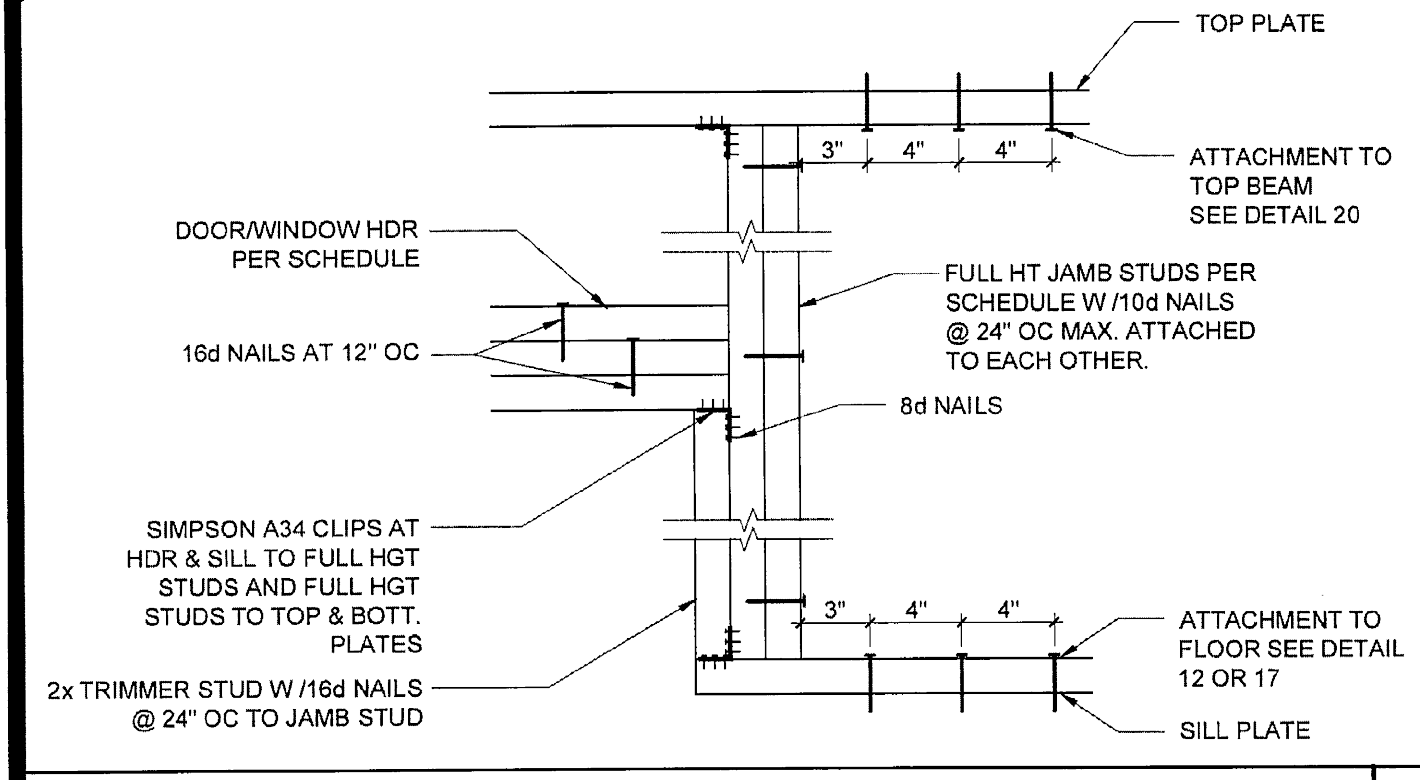 TOP PLATE
3" 4" 4"
ATTACHMENT TO
TOP BEAM
SEE DETAIL 20
DOOR/WINDOW HDR
PER SCHEDULE
FULL HT JAMB STUDS PER
SCHEDULE W/10d NAILS
@ 24" OC MAX. ATTACHED
TO EACH OTHER.
16d NAILS AT 12" OC
8d NAILS
SIMPSON A34 CLIPS AT
HDR & SILL TO FULL HGT
STUDS AND FULL HGT
STUDS TO TOP & BOTT.
PLATES
3" 4" 4"
ATTACHMENT TO
FLOOR SEE DETAIL
12 OR 17
2x TRIMMER STUD W/16d NAILS
@ 24" OC TO JAMB STUD
SILL PLATE